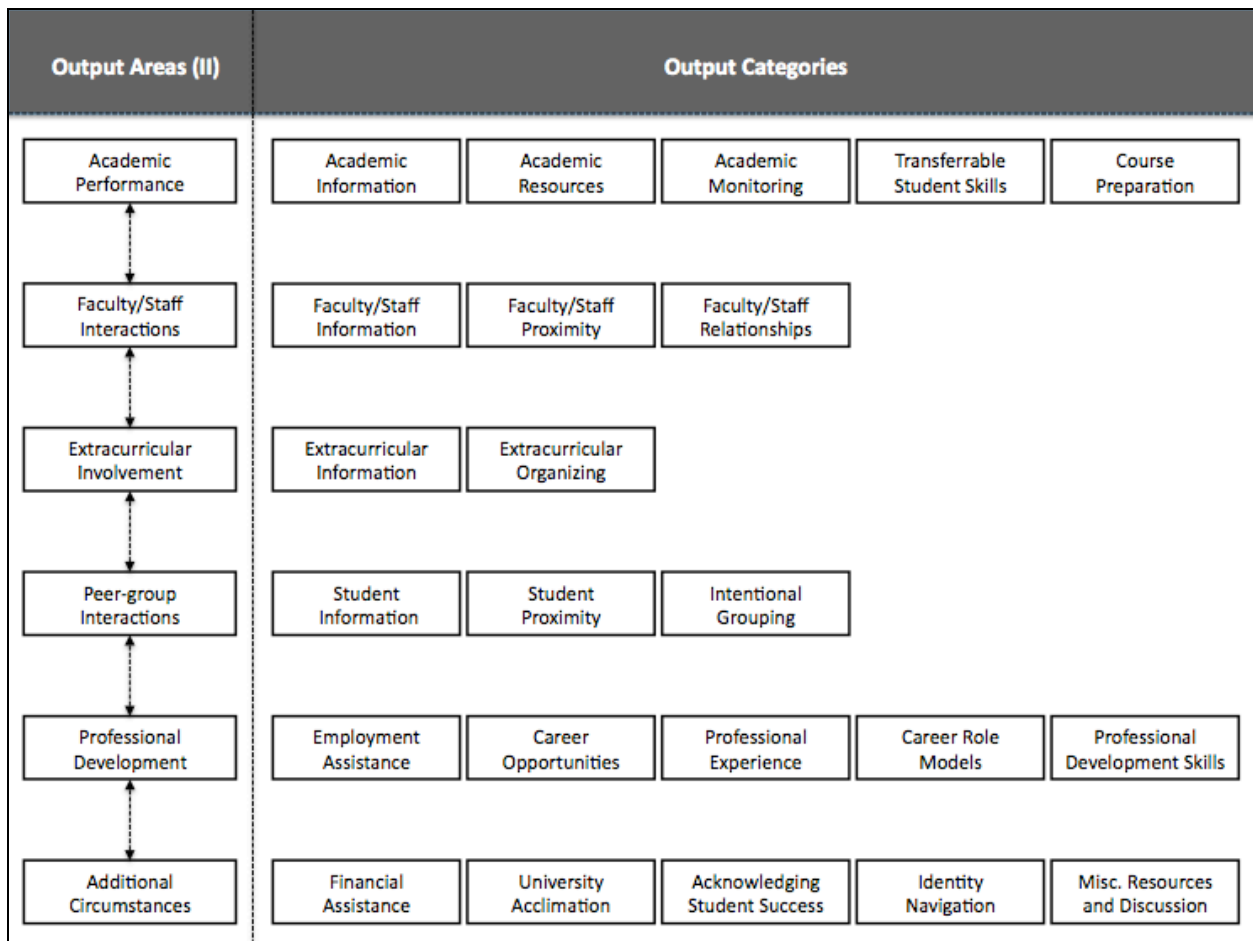 Output Areas (II)
Output Categories
Academic
Performance
Academic
Information
Academic
Resources
Academic
Monitoring
Transferrable
Student Skills
Course
Preparation
Faculty/Staff
Interactions
Faculty/Staff
Information
Faculty/Staff
Proximity
Faculty/Staff
Relationships
Extracurricular
Involvement
Extracurricular
Information
Extracurricular
Organizing
Peer-group
Interactions
Student
Information
Student
Proximity
Intentional
Grouping
Professional
Development
Employment
Assistance
Career
Opportunities
Professional
Experience
Career Role
Models
Professional
Development Skills
Additional
Circumstances
Financial
Assistance
University
Acclimation
Acknowledging
Student Success
Identity
Navigation
Misc. Resources
and Discussion